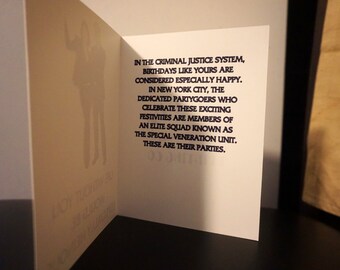 IN THE CRIMINAL JUSTICE SYSTEM,
BIRTHDAYS LIKE YOURS ARE
CONSIDERED ESPECIALLY HAPPY.
IN NEW YORK CITY, THE
DEDICATED PARTYGOERS WHO
CELEBRATE THESE EXCITING
FESTIVITIES ARE MEMBERS OF
AN ELITE SQUAD KNOWN AS
THE SPECIAL VENERATION UNIT.
THESE ARE THEIR PARTIES.